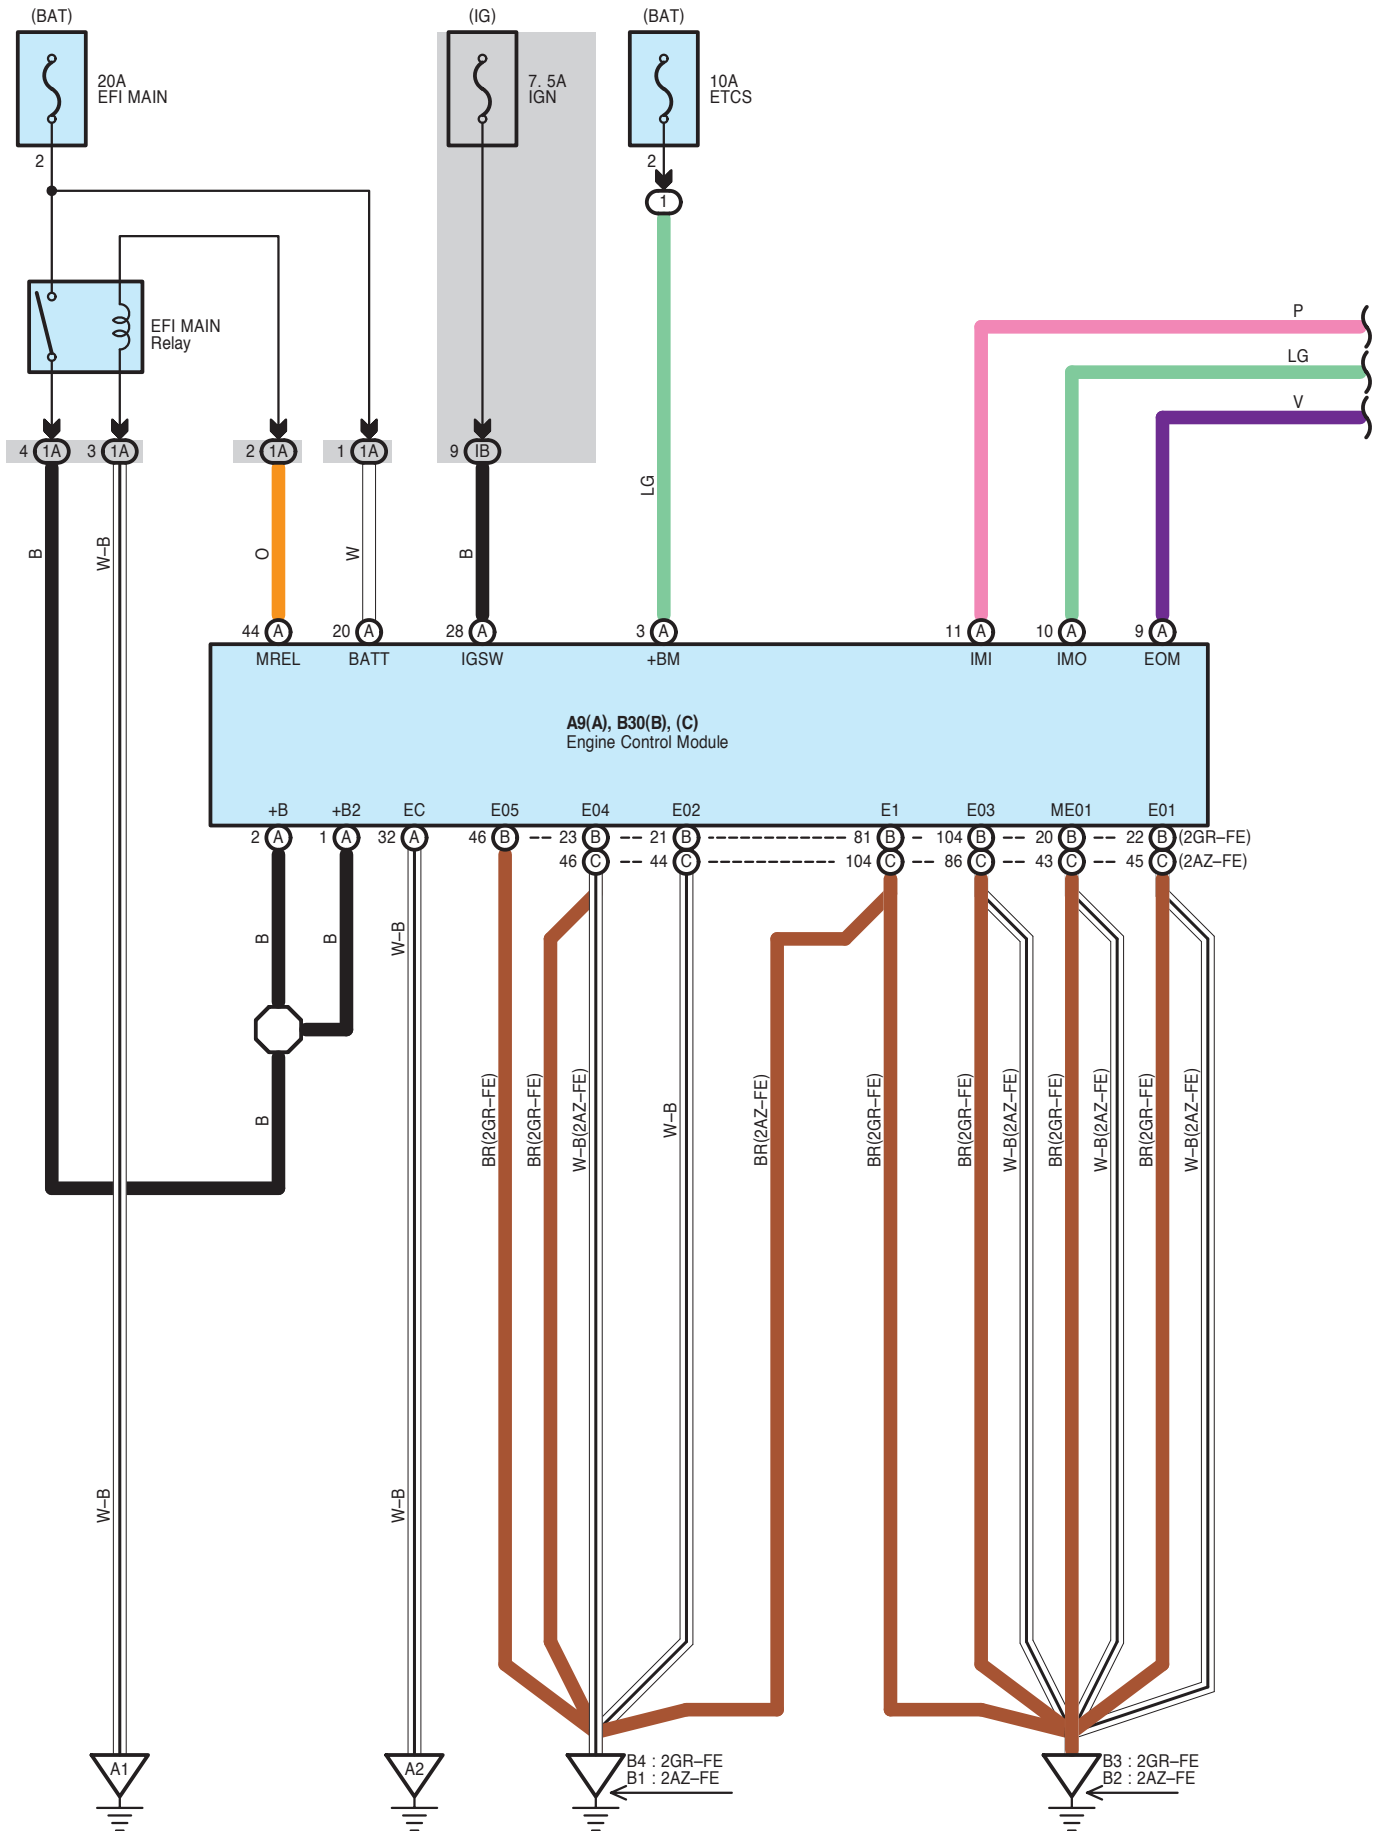 (BAT)
(IG)
(BAT)
20A
EFI MAIN
7. 5A
IGN
10A
ETCS
2
2
1
EFI MAIN
Relay
P
LG
V
4 1A
3 1A
2 1A
1 1A
9 IB
LG
B
W–B
O
W
B
44 A
20 A
28 A
3 A
11 A
10 A
9 A
MREL
BATT
IGSW
+BM
IMI
IMO
EOM
A9(A), B30(B), (C)
Engine Control Module
+B
+B2
EC
E05
E04
E02
E1
E03
ME01
E01
2 A
1 A
32 A
46 B
23 B
21 B
81 B
104 B
20 B
22 B (2GR–FE)
46 C
44 C
104 C
86 C
43 C
45 C (2AZ–FE)
B
B
W–B
B
BR(2GR–FE)
BR(2GR–FE)
W–B(2AZ–FE)
W–B
BR(2AZ–FE)
BR(2GR–FE)
BR(2GR–FE)
W–B(2AZ–FE)
BR(2GR–FE)
W–B(2AZ–FE)
BR(2GR–FE)
W–B(2AZ–FE)
W–B
W–B
A1
A2
B4 : 2GR–FE
B1 : 2AZ–FE
B3 : 2GR–FE
B2 : 2AZ–FE